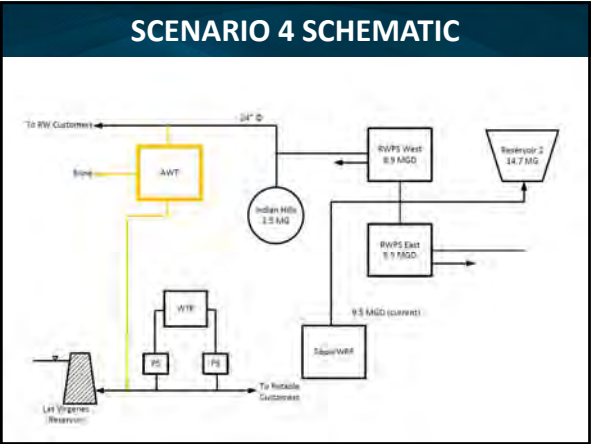 SCENARIO 4 SCHEMATIC
To RW Customers
24" Φ
RWPS West
8.9 MGD
Reservoir 2
14.7 MG
Brine
AWT
Indian Hills
1.5 MG
RWPS East
9.9 MGD
9.5 MGD (current)
WTP
Tapia WRF
PS
PS
To Potable
Customers
Las Virgenes
Reservoir